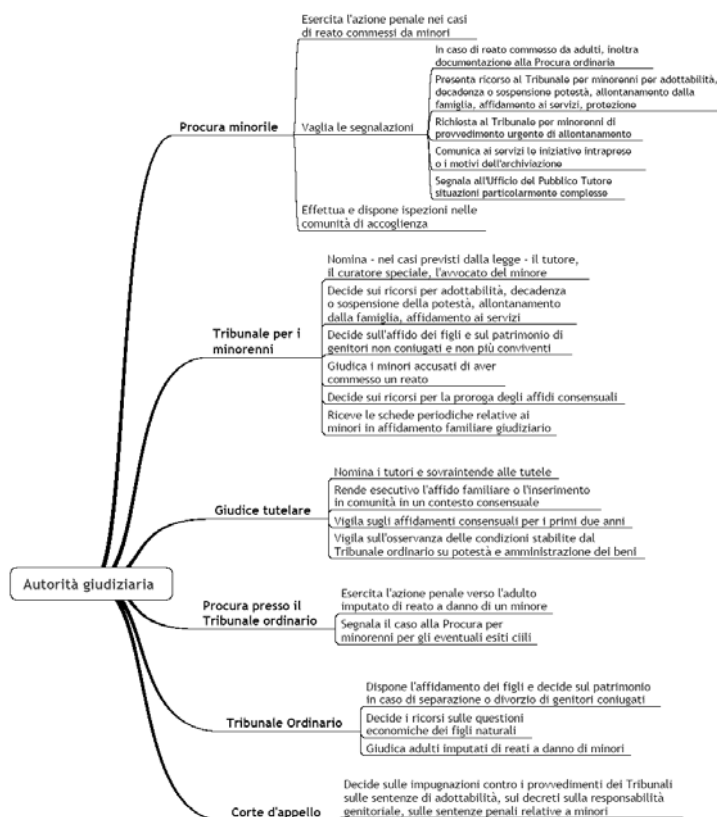 Esercita l'azione penale nei casi
di reato commessi da minori
In caso di reato commesso da adulti, inoltra
documentazione alla Procura ordinaria
Presenta ricorso al Tribunale per minorenni per adottabilità,
decadenza o sospensione potestà, allontanamento dalla
famiglia, affidamento ai servizi, protezione
Procura minorile
Vaglia le segnalazioni
Richiesta al Tribunale per minorenni di
provvedimento urgente di allontanamento
Comunica ai servizi le iniziative intraprese
o i motivi dell'archiviazione
Segnala all'Ufficio del Pubblico Tutore
situazioni particolarmente complesse
Effettua e dispone ispezioni nelle
comunità di accoglienza
Nomina - nei casi previsti dalla legge - il tutore,
il curatore speciale, l'avvocato del minore
Decide sui ricorsi per adottabilità, decadenza
o sospensione della potestà, allontanamento
dalla famiglia, affidamento ai servizi
Tribunale per i
minorenni
Decide sull'affido dei figli e sul patrimonio di
genitori non coniugati e non più conviventi
Giudica i minori accusati di aver
commesso un reato
Decide sui ricorsi per la proroga degli affidi consensuali
Riceve le schede periodiche relative ai
minori in affidamento familiare giudiziario
Nomina i tutori e sovraintende alle tutele
Rende esecutivo l'affido familiare o l'inserimento
in comunità in un contesto consensuale
Giudice tutelare
Vigila sugli affidamenti consensuali per i primi due anni
Vigila sull'osservanza delle condizioni stabilite dal
Tribunale ordinario su potestà e amministrazione dei beni
Autorità giudiziaria
Esercita l'azione penale verso l'adulto
imputato di reato a danno di un minore
Procura presso il
Tribunale ordinario
Segnala il caso alla Procura per
minorenni per gli eventuali esiti ciili
Dispone l'affidamento dei figli e decide sul patrimonio
in caso di separazione o divorzio di genitori coniugati
Tribunale Ordinario
Decide i ricorsi sulle questioni
economiche dei figli naturali
Giudica adulti imputati di reati a danno di minori
Decide sulle impugnazioni contro i provvedimenti dei Tribunali
sulle sentenze di adottabilità, sui decreti sulla responsabilità
genitoriale, sulle sentenze penali relative a minori
Corte d'appello